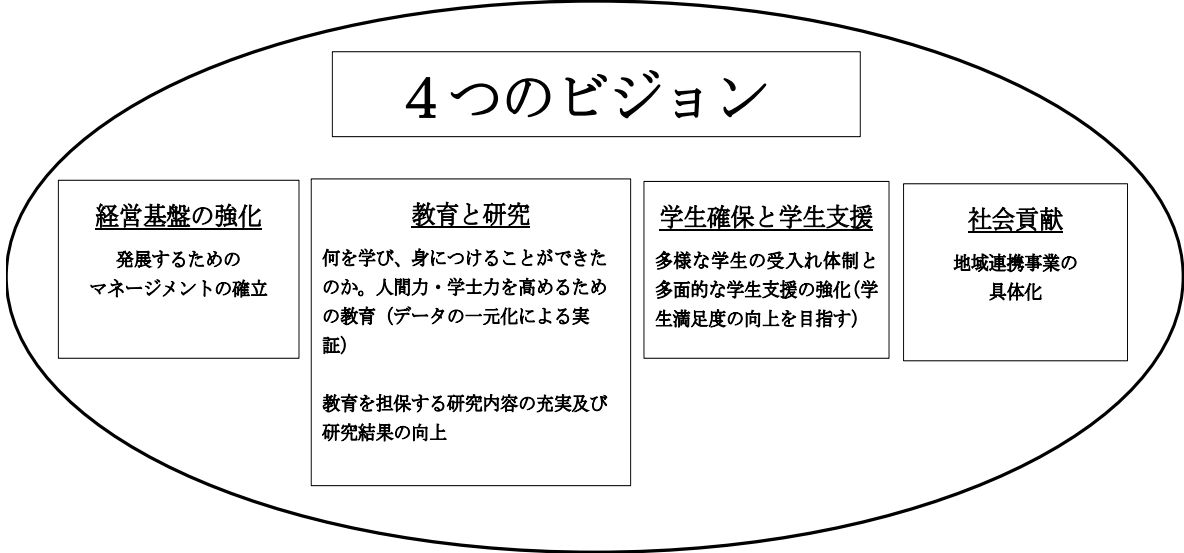 ４つのビジョン
経営基盤の強化
発展するための
マネージメントの確立
教育と研究
何を学び、身につけることができた
のか。人間力・学士力を高めるため
の教育（データの一元化による実
証）
教育を担保する研究内容の充実及び
研究結果の向上
学生確保と学生支援
多様な学生の受入れ体制と
多面的な学生支援の強化（学
生満足度の向上を目指す）
社会貢献
地域連携事業の
具体化